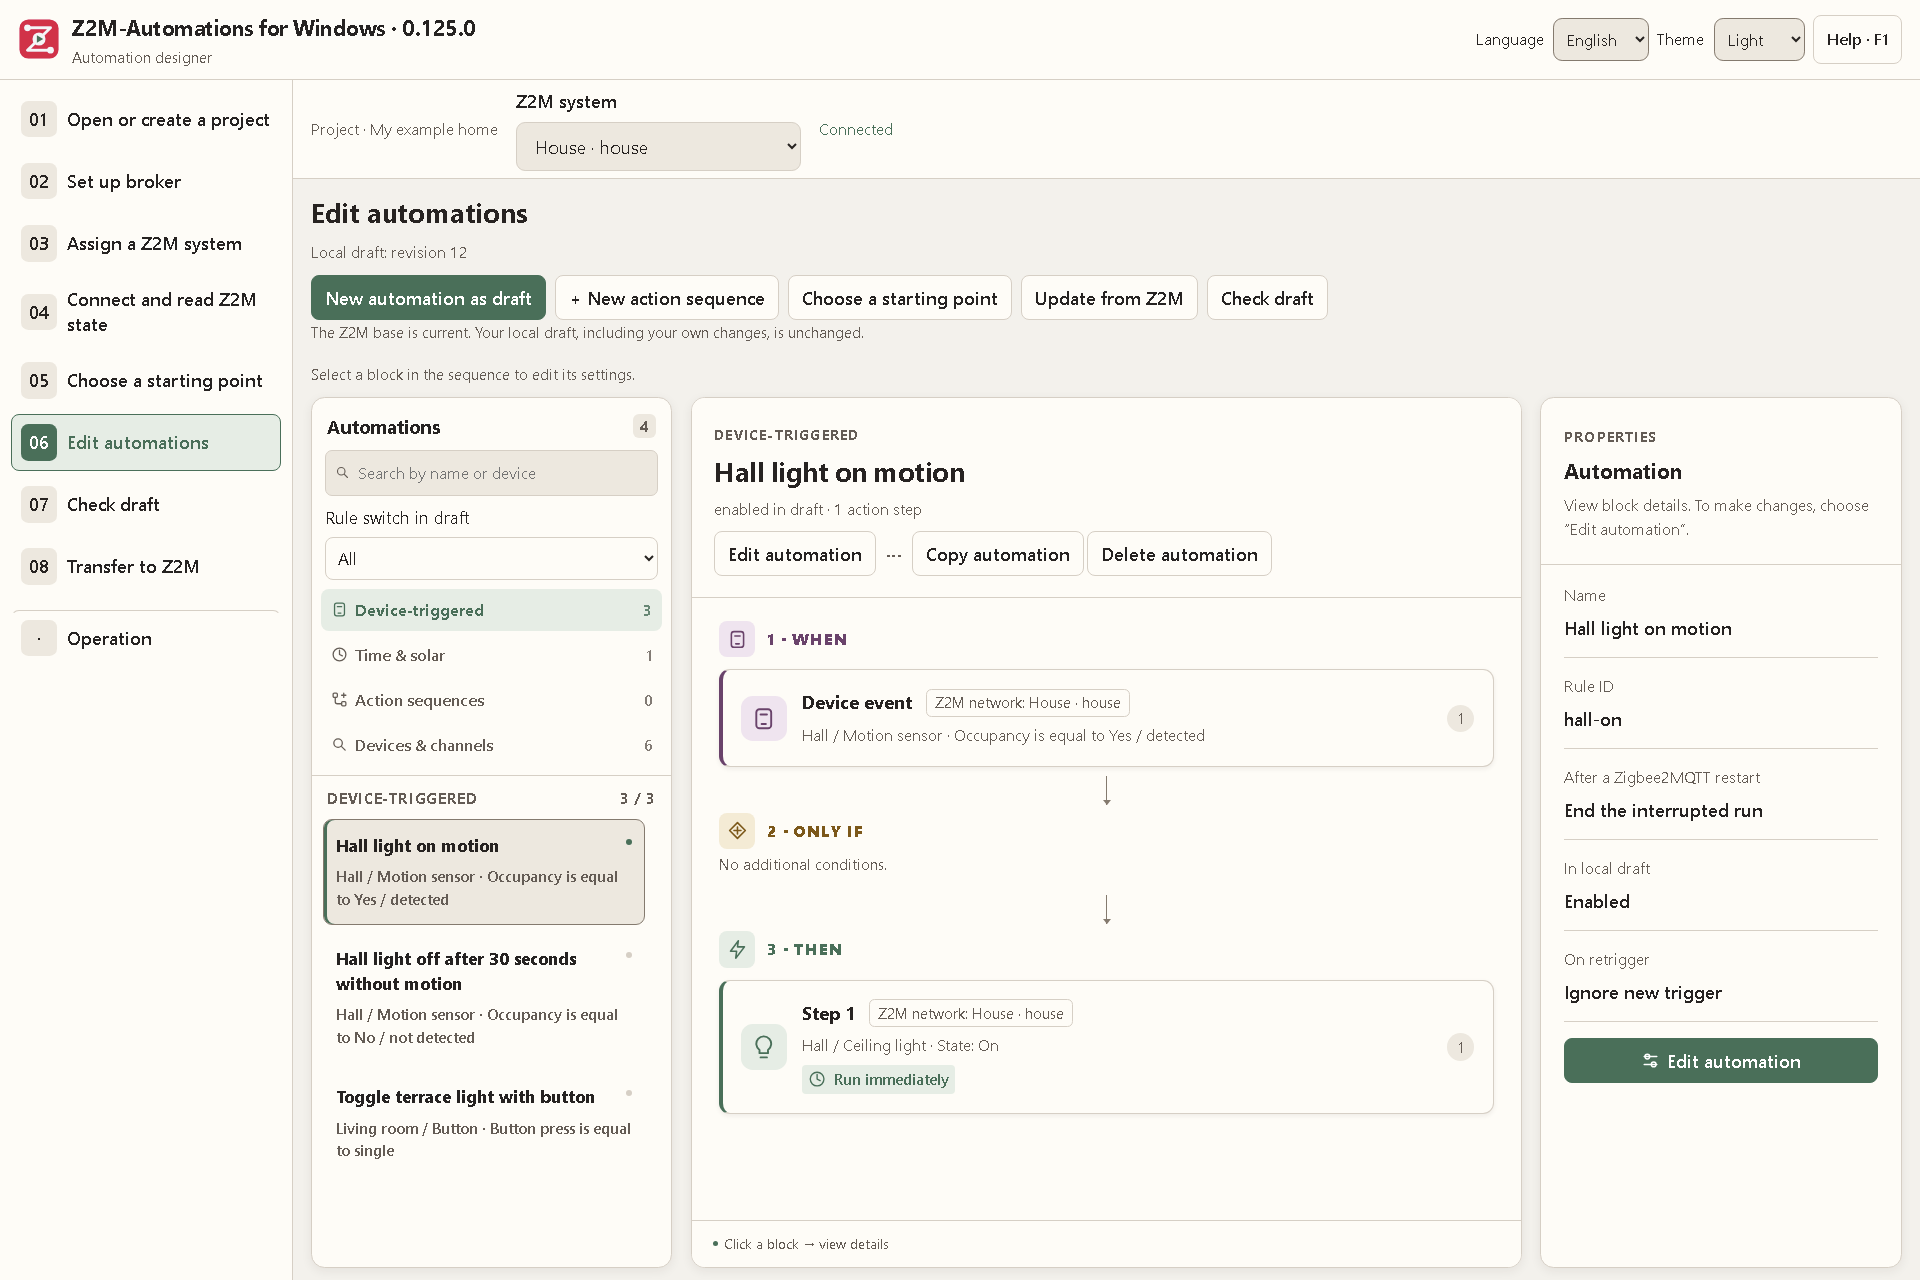 Z2M-Automations for Windows · 0.125.0
Automation designer
Language
English
Theme
Light
Help · F1
01 Open or create a project
02 Set up broker
03 Assign a Z2M system
04 Connect and read Z2M
state
05 Choose a starting point
06 Edit automations
07 Check draft
08 Transfer to Z2M
· Operation
Project · My example home
Z2M system
House · house
Connected
Edit automations
Local draft: revision 12
New automation as draft
+ New action sequence
Choose a starting point
Update from Z2M
Check draft
The Z2M base is current. Your local draft, including your own changes, is unchanged.
Select a block in the sequence to edit its settings.
Automations 4
Search by name or device
Rule switch in draft
All
Device-triggered 3
Time & solar 1
Action sequences 0
Devices & channels 6
DEVICE-TRIGGERED 3 / 3
Hall light on motion
Hall / Motion sensor · Occupancy is equal
to Yes / detected
Hall light off after 30 seconds
without motion
Hall / Motion sensor · Occupancy is equal
to No / not detected
Toggle terrace light with button
Living room / Button · Button press is equal
to single
DEVICE-TRIGGERED
Hall light on motion
enabled in draft · 1 action step
Edit automation
···
Copy automation
Delete automation
1 · WHEN
Device event Z2M network: House · house
Hall / Motion sensor · Occupancy is equal to Yes / detected
1
2 · ONLY IF
No additional conditions.
3 · THEN
Step 1 Z2M network: House · house
Hall / Ceiling light · State: On
Run immediately
1
• Click a block → view details
PROPERTIES
Automation
View block details. To make changes, choose
“Edit automation”.
Name
Hall light on motion
Rule ID
hall-on
After a Zigbee2MQTT restart
End the interrupted run
In local draft
Enabled
On retrigger
Ignore new trigger
Edit automation